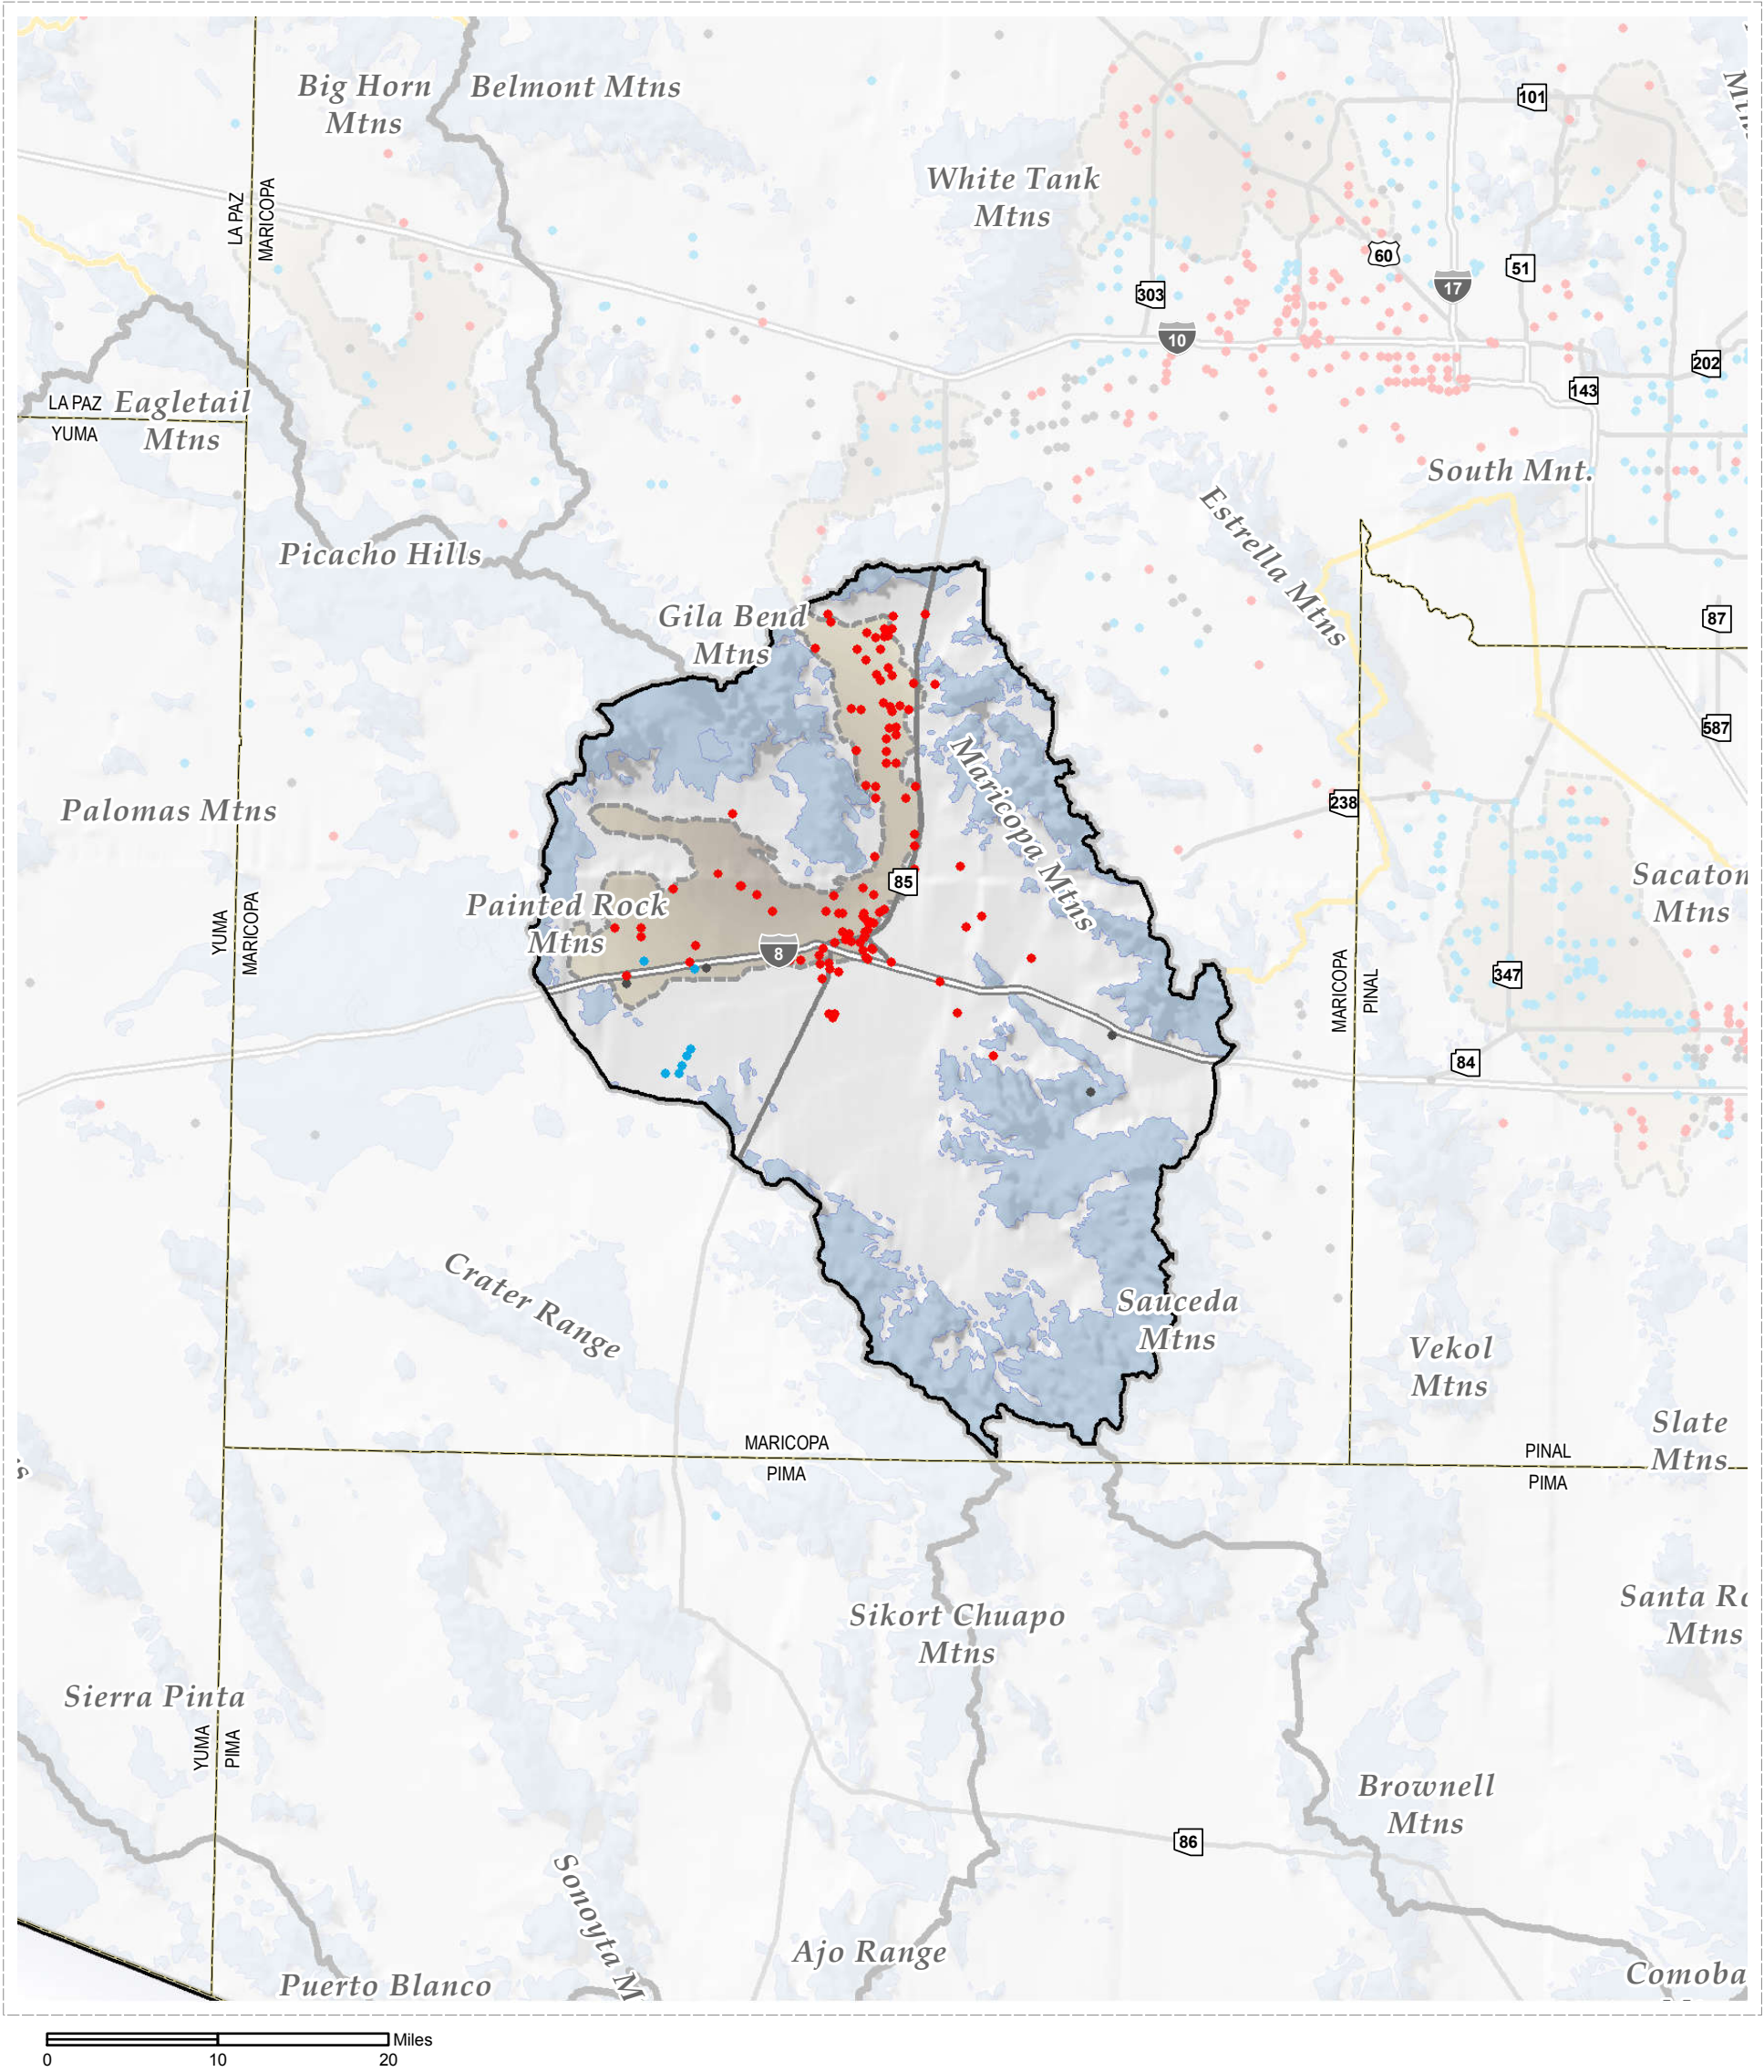 Big Horn
Mtns
Belmont Mtns
101
White Tank
Mtns
LA PAZ
MARICOPA
60
51
17
303
10
202
143
LA PAZ
YUMA
Eagletail
Mtns
South Mnt.
Estrella Mtns
Picacho Hills
Gila Bend
Mtns
87
587
Maricopa Mtns
238
Palomas Mtns
85
Sacaton
Mtns
Painted Rock
Mtns
YUMA
MARICOPA
8
347
MARICOPA
PINAL
84
Crater Range
Sauceda
Mtns
Vekol
Mtns
Slate
Mtns
MARICOPA
PIMA
PINAL
PIMA
Sikort Chuapo
Mtns
Santa Ro
Mtns
Sierra Pinta
YUMA
PIMA
Brownell
Mtns
86
Sonoyta M
Ajo Range
Puerto Blanco
Comoba
Miles
0 10 20